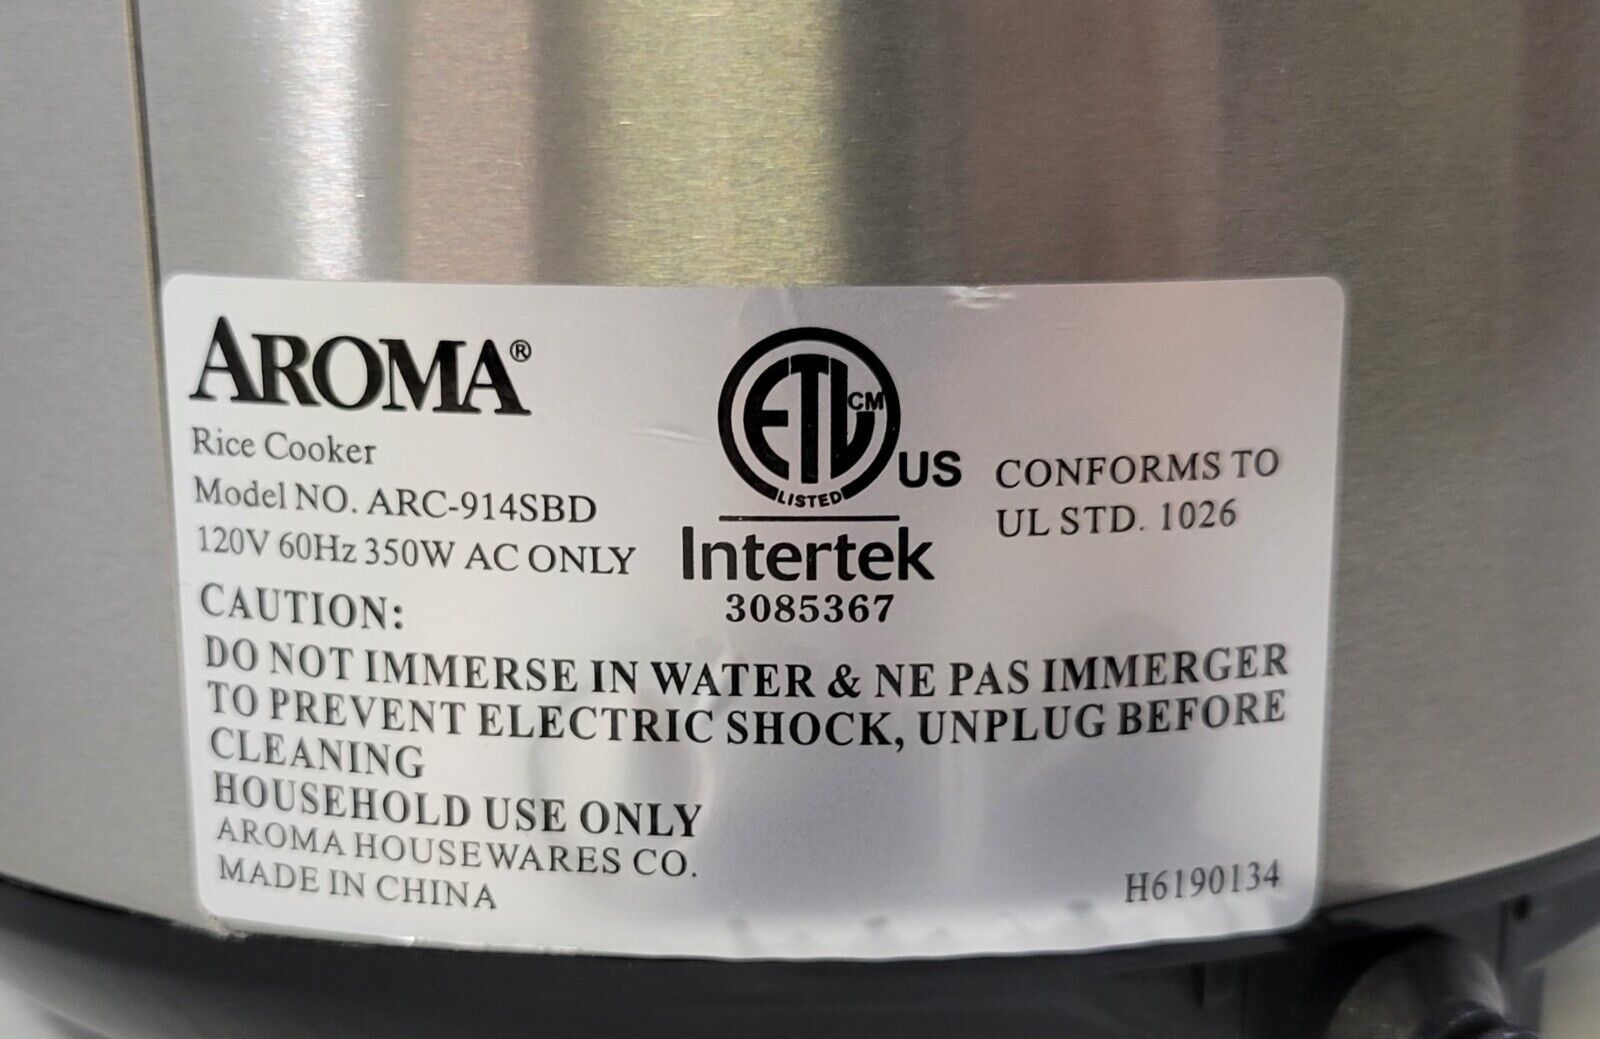 AROMA®
Rice Cooker
Model NO. ARC-914SBD
120V 60Hz 350W AC ONLY
ETL CM
LISTED
US
Intertek
3085367
CONFORMS TO
UL STD. 1026
CAUTION:
DO NOT IMMERSE IN WATER & NE PAS IMMERGER
TO PREVENT ELECTRIC SHOCK, UNPLUG BEFORE
CLEANING
HOUSEHOLD USE ONLY
AROMA HOUSEWARES CO.
MADE IN CHINA
H6190134